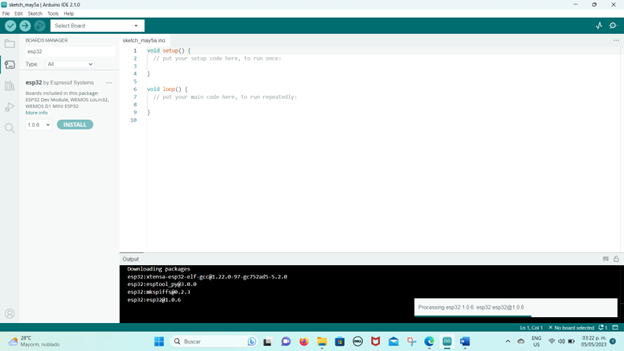 sketch_may5a | Arduino IDE 2.1.0
File Edit Sketch Tools Help
Select Board
BOARDS MANAGER
esp32
Type: All
esp32 by Espressif Systems
Boards included in this package:
ESP32 Dev Module, WEMOS LoLin32,
WEMOS D1 MINI ESP32
More info
1.0.6
INSTALL
sketch_may5a.ino
1 void setup() {
2 // put your setup code here, to run once:
3
4 }
5
6 void loop() {
7 // put your main code here, to run repeatedly:
8
9 }
10
Output
Downloading packages
esp32:xtensa-esp32-elf-gcc@1.22.0-97-gc752ad5-5.2.0
esp32:esptool_py@3.0.0
esp32:mkspiffs@0.2.3
esp32:esp32@1.0.6
Processing esp32:1.0.6: esp32:esp32@1.0.6
Ln 1, Col 1 × No board selected 1
28°C
Mayorm. nublado
Buscar
ENG
US
03:22 p. m.
05/05/2023